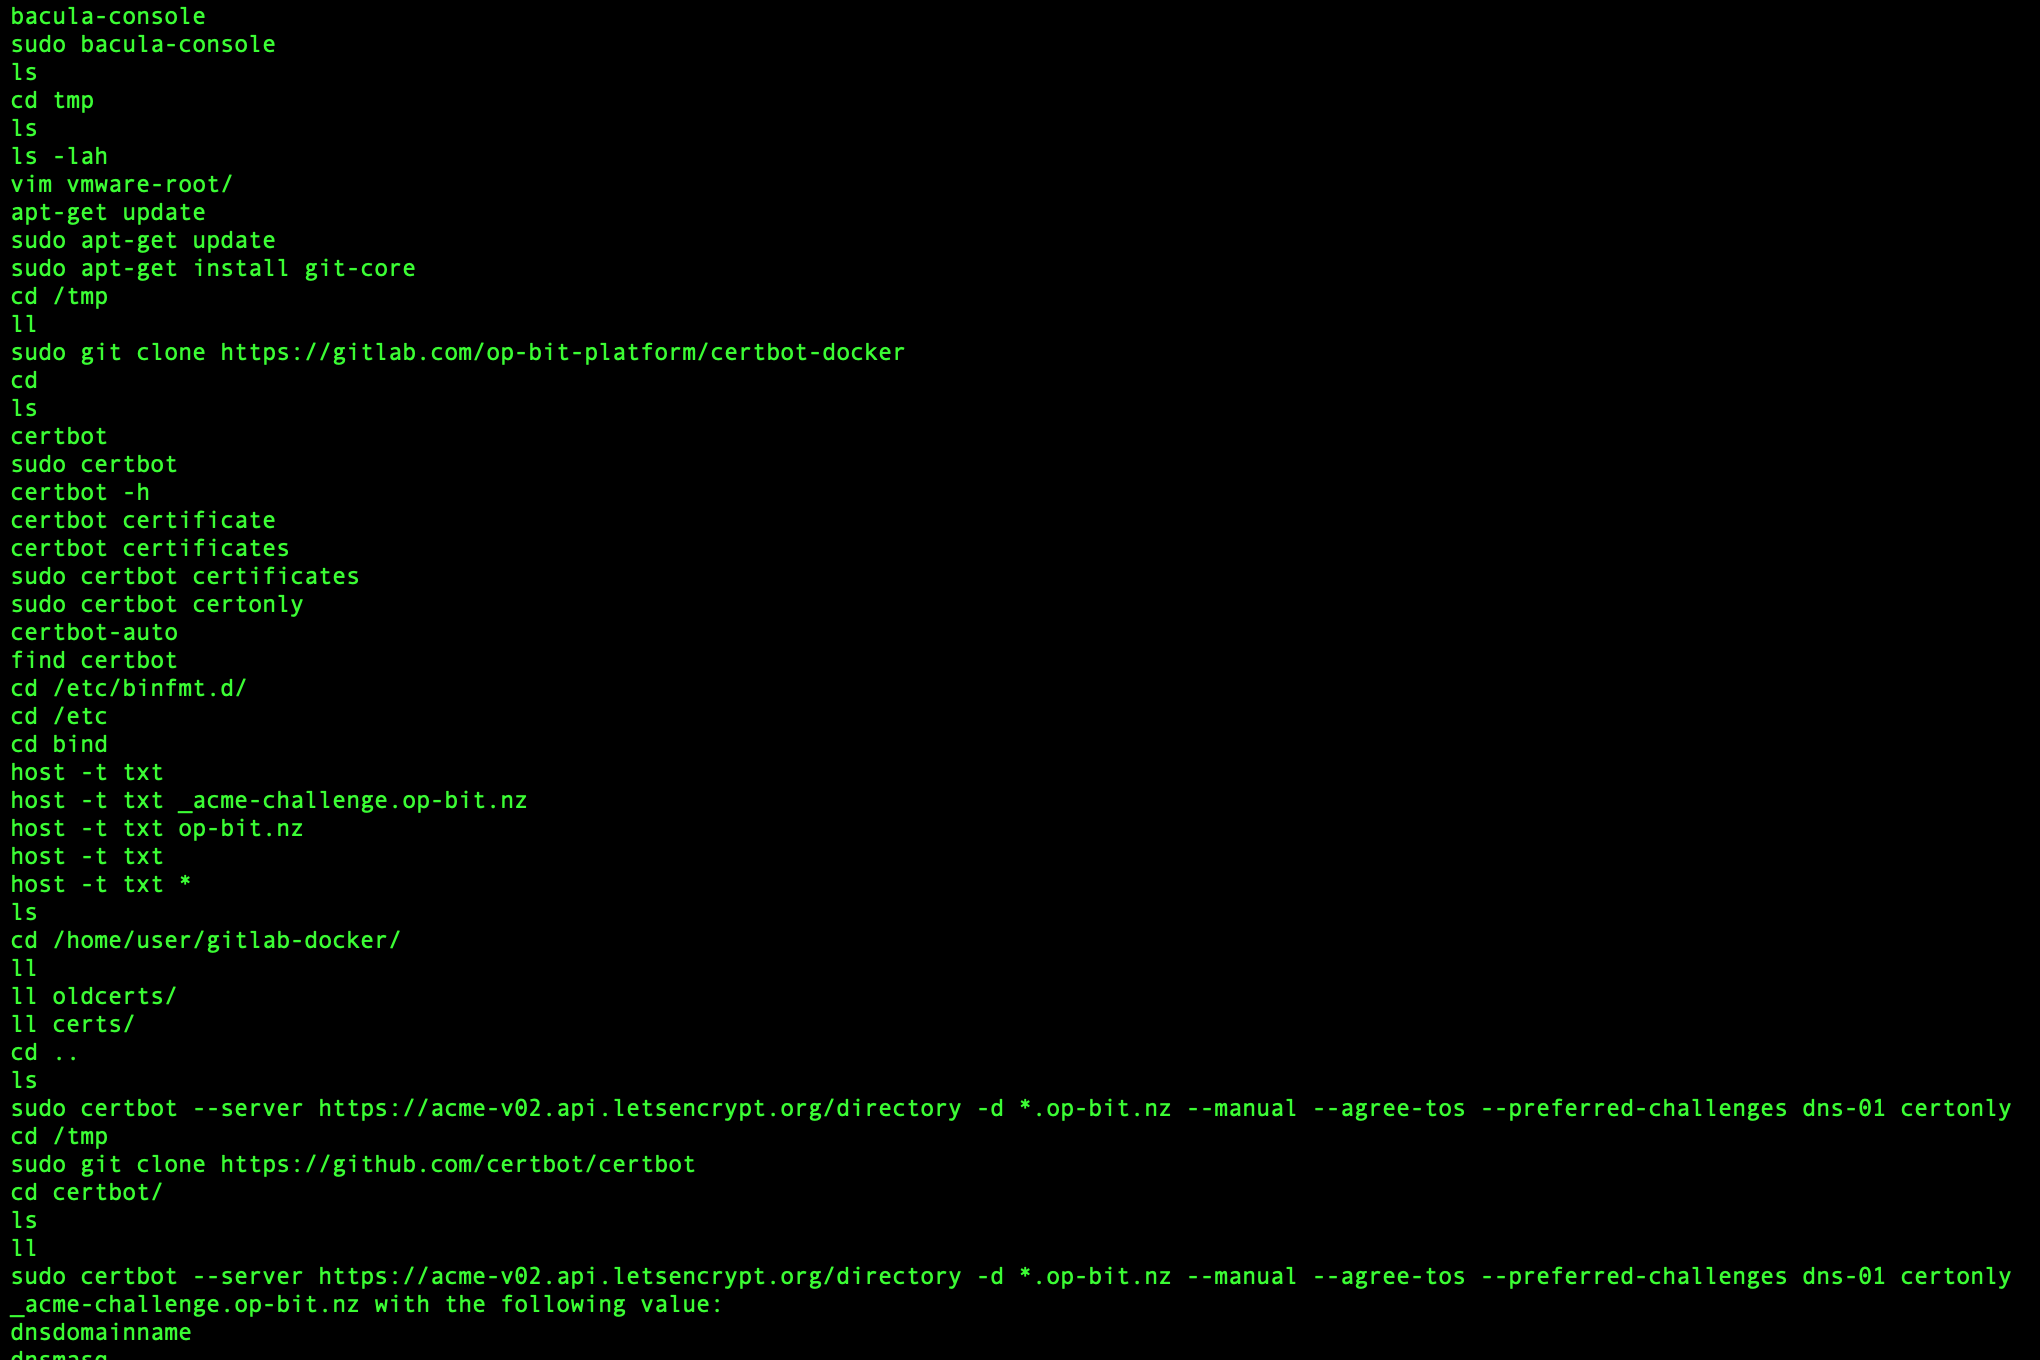 bacula-console
sudo bacula-console
ls
cd tmp
ls
ls -lah
vim vmware-root/
apt-get update
sudo apt-get update
sudo apt-get install git-core
cd /tmp
ll
sudo git clone https://gitlab.com/op-bit-platform/certbot-docker
cd
ls
certbot
sudo certbot
certbot -h
certbot certificate
certbot certificates
sudo certbot certificates
sudo certbot certonly
certbot-auto
find certbot
cd /etc/binfmt.d/
cd /etc
cd bind
host -t txt
host -t txt _acme-challenge.op-bit.nz
host -t txt op-bit.nz
host -t txt
host -t txt *
ls
cd /home/user/gitlab-docker/
ll
ll oldcerts/
ll certs/
cd ..
ls
sudo certbot --server https://acme-v02.api.letsencrypt.org/directory -d *.op-bit.nz --manual --agree-tos --preferred-challenges dns-01 certonly
cd /tmp
sudo git clone https://github.com/certbot/certbot
cd certbot/
ls
ll
sudo certbot --server https://acme-v02.api.letsencrypt.org/directory -d *.op-bit.nz --manual --agree-tos --preferred-challenges dns-01 certonly
_acme-challenge.op-bit.nz with the following value:
dnsdomainname
dnsmasq